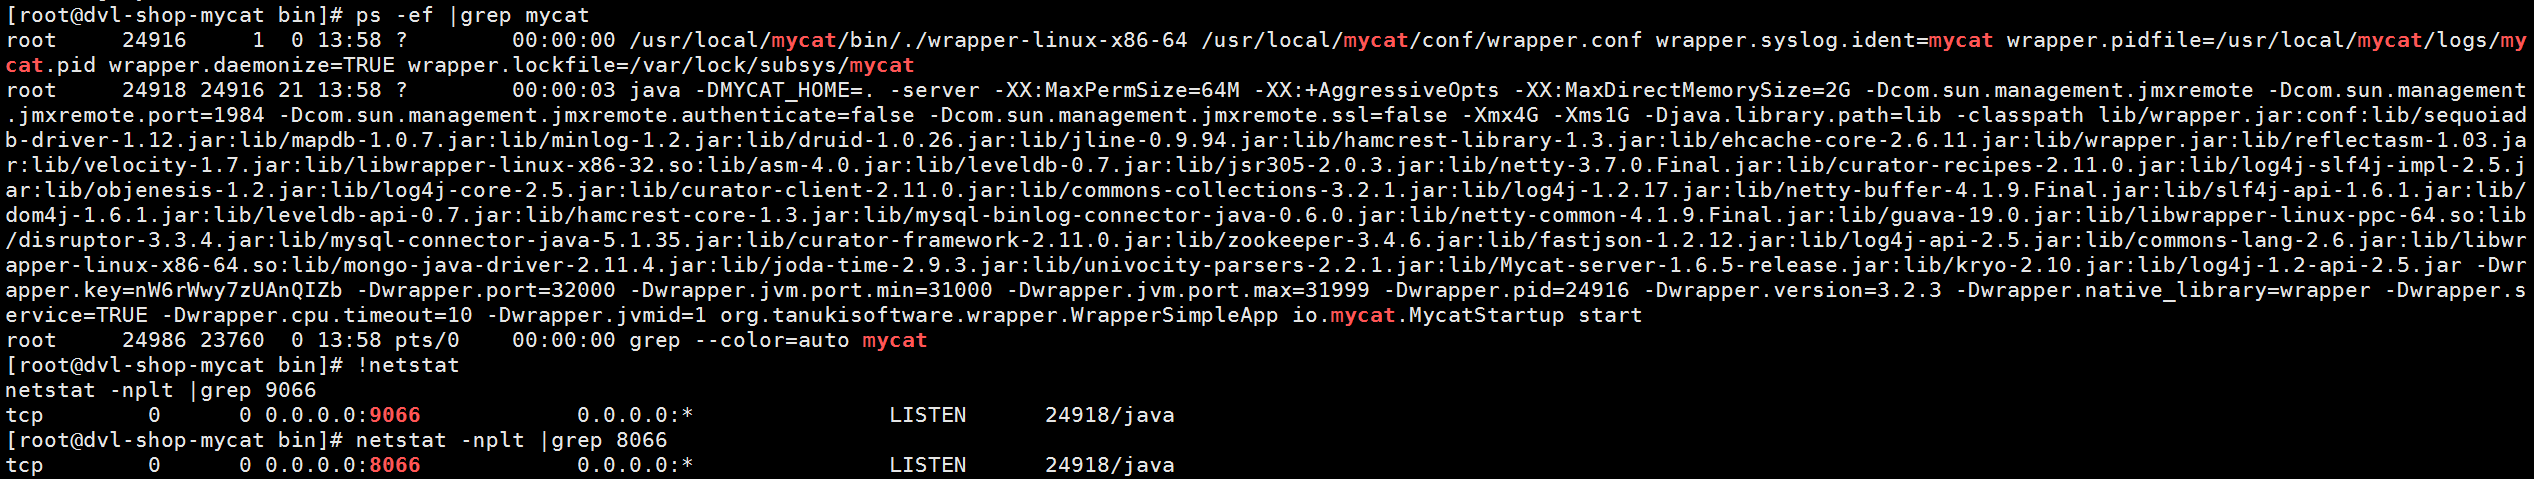 [root@dvl-shop-mycat bin]# ps -ef |grep mycat
root     24916     1  0 13:58 ?        00:00:00 /usr/local/mycat/bin/./wrapper-linux-x86-64 /usr/local/mycat/conf/wrapper.conf wrapper.syslog.ident=mycat wrapper.pidfile=/usr/local/mycat/logs/my
cat.pid wrapper.daemonize=TRUE wrapper.lockfile=/var/lock/subsys/mycat
root     24918 24916 21 13:58 ?        00:00:03 java -DMYCAT_HOME=. -server -XX:MaxPermSize=64M -XX:+AggressiveOpts -XX:MaxDirectMemorySize=2G -Dcom.sun.management.jmxremote -Dcom.sun.management
.jmxremote.port=1984 -Dcom.sun.management.jmxremote.authenticate=false -Dcom.sun.management.jmxremote.ssl=false -Xmx4G -Xms1G -Djava.library.path=lib -classpath lib/wrapper.jar:conf:lib/sequoiad
b-driver-1.12.jar:lib/mapdb-1.0.7.jar:lib/minlog-1.2.jar:lib/druid-1.0.26.jar:lib/jline-0.9.94.jar:lib/hamcrest-library-1.3.jar:lib/ehcache-core-2.6.11.jar:lib/wrapper.jar:lib/reflectasm-1.03.ja
r:lib/velocity-1.7.jar:lib/libwrapper-linux-x86-32.so:lib/asm-4.0.jar:lib/leveldb-0.7.jar:lib/jsr305-2.0.3.jar:lib/netty-3.7.0.Final.jar:lib/curator-recipes-2.11.0.jar:lib/log4j-slf4j-impl-2.5.j
ar:lib/objenesis-1.2.jar:lib/log4j-core-2.5.jar:lib/curator-client-2.11.0.jar:lib/commons-collections-3.2.1.jar:lib/log4j-1.2.17.jar:lib/netty-buffer-4.1.9.Final.jar:lib/slf4j-api-1.6.1.jar:lib/
dom4j-1.6.1.jar:lib/leveldb-api-0.7.jar:lib/hamcrest-core-1.3.jar:lib/mysql-binlog-connector-java-0.6.0.jar:lib/netty-common-4.1.9.Final.jar:lib/guava-19.0.jar:lib/libwrapper-linux-ppc-64.so:lib
/disruptor-3.3.4.jar:lib/mysql-connector-java-5.1.35.jar:lib/curator-framework-2.11.0.jar:lib/zookeeper-3.4.6.jar:lib/fastjson-1.2.12.jar:lib/log4j-api-2.5.jar:lib/commons-lang-2.6.jar:lib/libwr
apper-linux-x86-64.so:lib/mongo-java-driver-2.11.4.jar:lib/joda-time-2.9.3.jar:lib/univocity-parsers-2.2.1.jar:lib/Mycat-server-1.6.5-release.jar:lib/kryo-2.10.jar:lib/log4j-1.2-api-2.5.jar -Dwr
apper.key=nW6rWwy7zUAnQIZb -Dwrapper.port=32000 -Dwrapper.jvm.port.min=31000 -Dwrapper.jvm.port.max=31999 -Dwrapper.pid=24916 -Dwrapper.version=3.2.3 -Dwrapper.native_library=wrapper -Dwrapper.s
ervice=TRUE -Dwrapper.cpu.timeout=10 -Dwrapper.jvmid=1 org.tanukisoftware.wrapper.WrapperSimpleApp io.mycat.MycatStartup start
root     24986 23760  0 13:58 pts/0    00:00:00 grep --color=auto mycat
[root@dvl-shop-mycat bin]# !netstat
netstat -nplt |grep 9066
tcp        0      0 0.0.0.0:9066            0.0.0.0:*               LISTEN      24918/java
[root@dvl-shop-mycat bin]# netstat -nplt |grep 8066
tcp        0      0 0.0.0.0:8066            0.0.0.0:*               LISTEN      24918/java